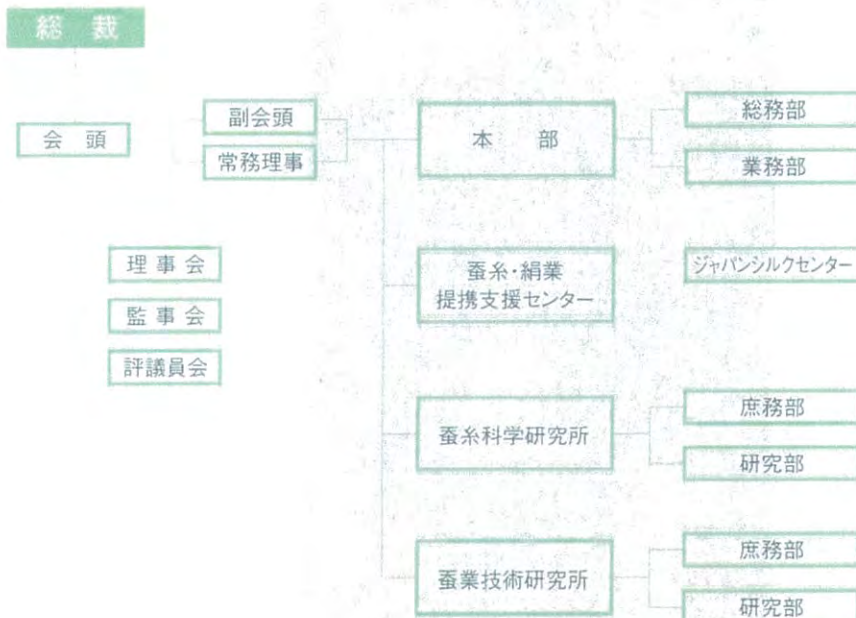 総 裁
会 頭
副会頭
常務理事
理 事 会
監 事 会
評議員会
本 部
総務部
業務部
ジャパンシルクセンター
蚕糸・絹業
提携支援センター
蚕糸科学研究所
庶務部
研究部
蚕業技術研究所
庶務部
研究部